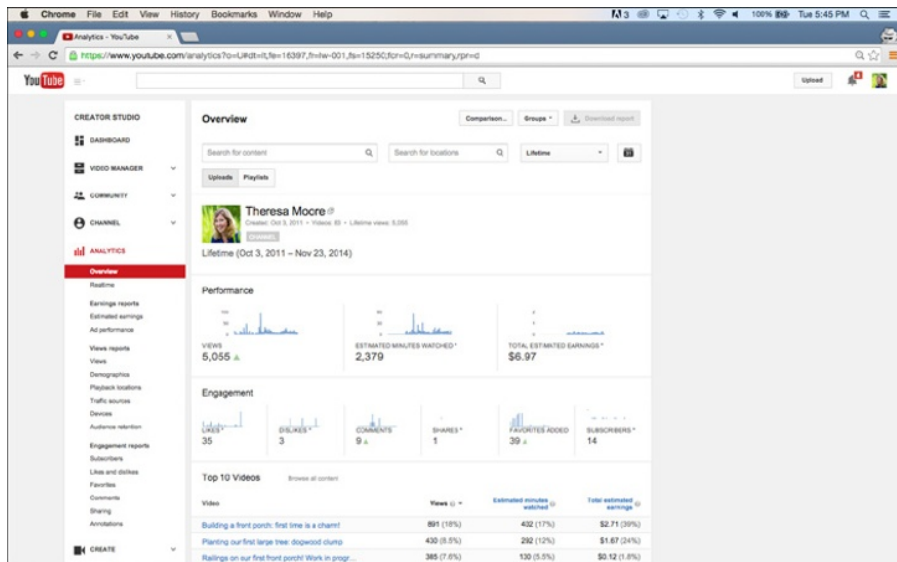 Chrome File Edit View History Bookmarks Window Help 3 100% Tue 5:45 PM
Analytics - YouTube
https://www.youtube.com/analytics?o=U#dt=lt,fe=16397,fr=lw-001,fs=15250,fcr=0,r=summary,rpr=d
YouTube
Upload
CREATOR STUDIO
DASHBOARD
VIDEO MANAGER
COMMUNITY
CHANNEL
ANALYTICS
Overview
Realtime
Earnings reports
Estimated earnings
Ad performance
Views reports
Views
Demographics
Playback locations
Traffic sources
Devices
Audience retention
Engagement reports
Subscribers
Likes and dislikes
Favorites
Comments
Sharing
Annotations
CREATE
Overview
Comparison... Groups Download report
Search for content Search for locations Lifetime
Uploads Playlists
Theresa Moore
Created: Oct 3, 2011 • Videos: 83 • Lifetime views: 5,055
CHANNEL
Lifetime (Oct 3, 2011 – Nov 23, 2014)
Performance
VIEWS ESTIMATED MINUTES WATCHED * TOTAL ESTIMATED EARNINGS *
5,055 2,379 $6.97
Engagement
LIKES * DISLIKES * COMMENTS SHARES * FAVORITES ADDED SUBSCRIBERS *
35 3 9 1 39 14
Top 10 Videos Browse all content
Video Views Estimated minutes watched Total estimated earnings
Building a front porch: first time is a charm! 891 (18%) 402 (17%) $2.71 (39%)
Planting our first large tree: dogwood clump 430 (8.5%) 292 (12%) $1.67 (24%)
Railings on our first front porch! Work in progr... 385 (7.6%) 130 (5.5%) $0.12 (1.8%)